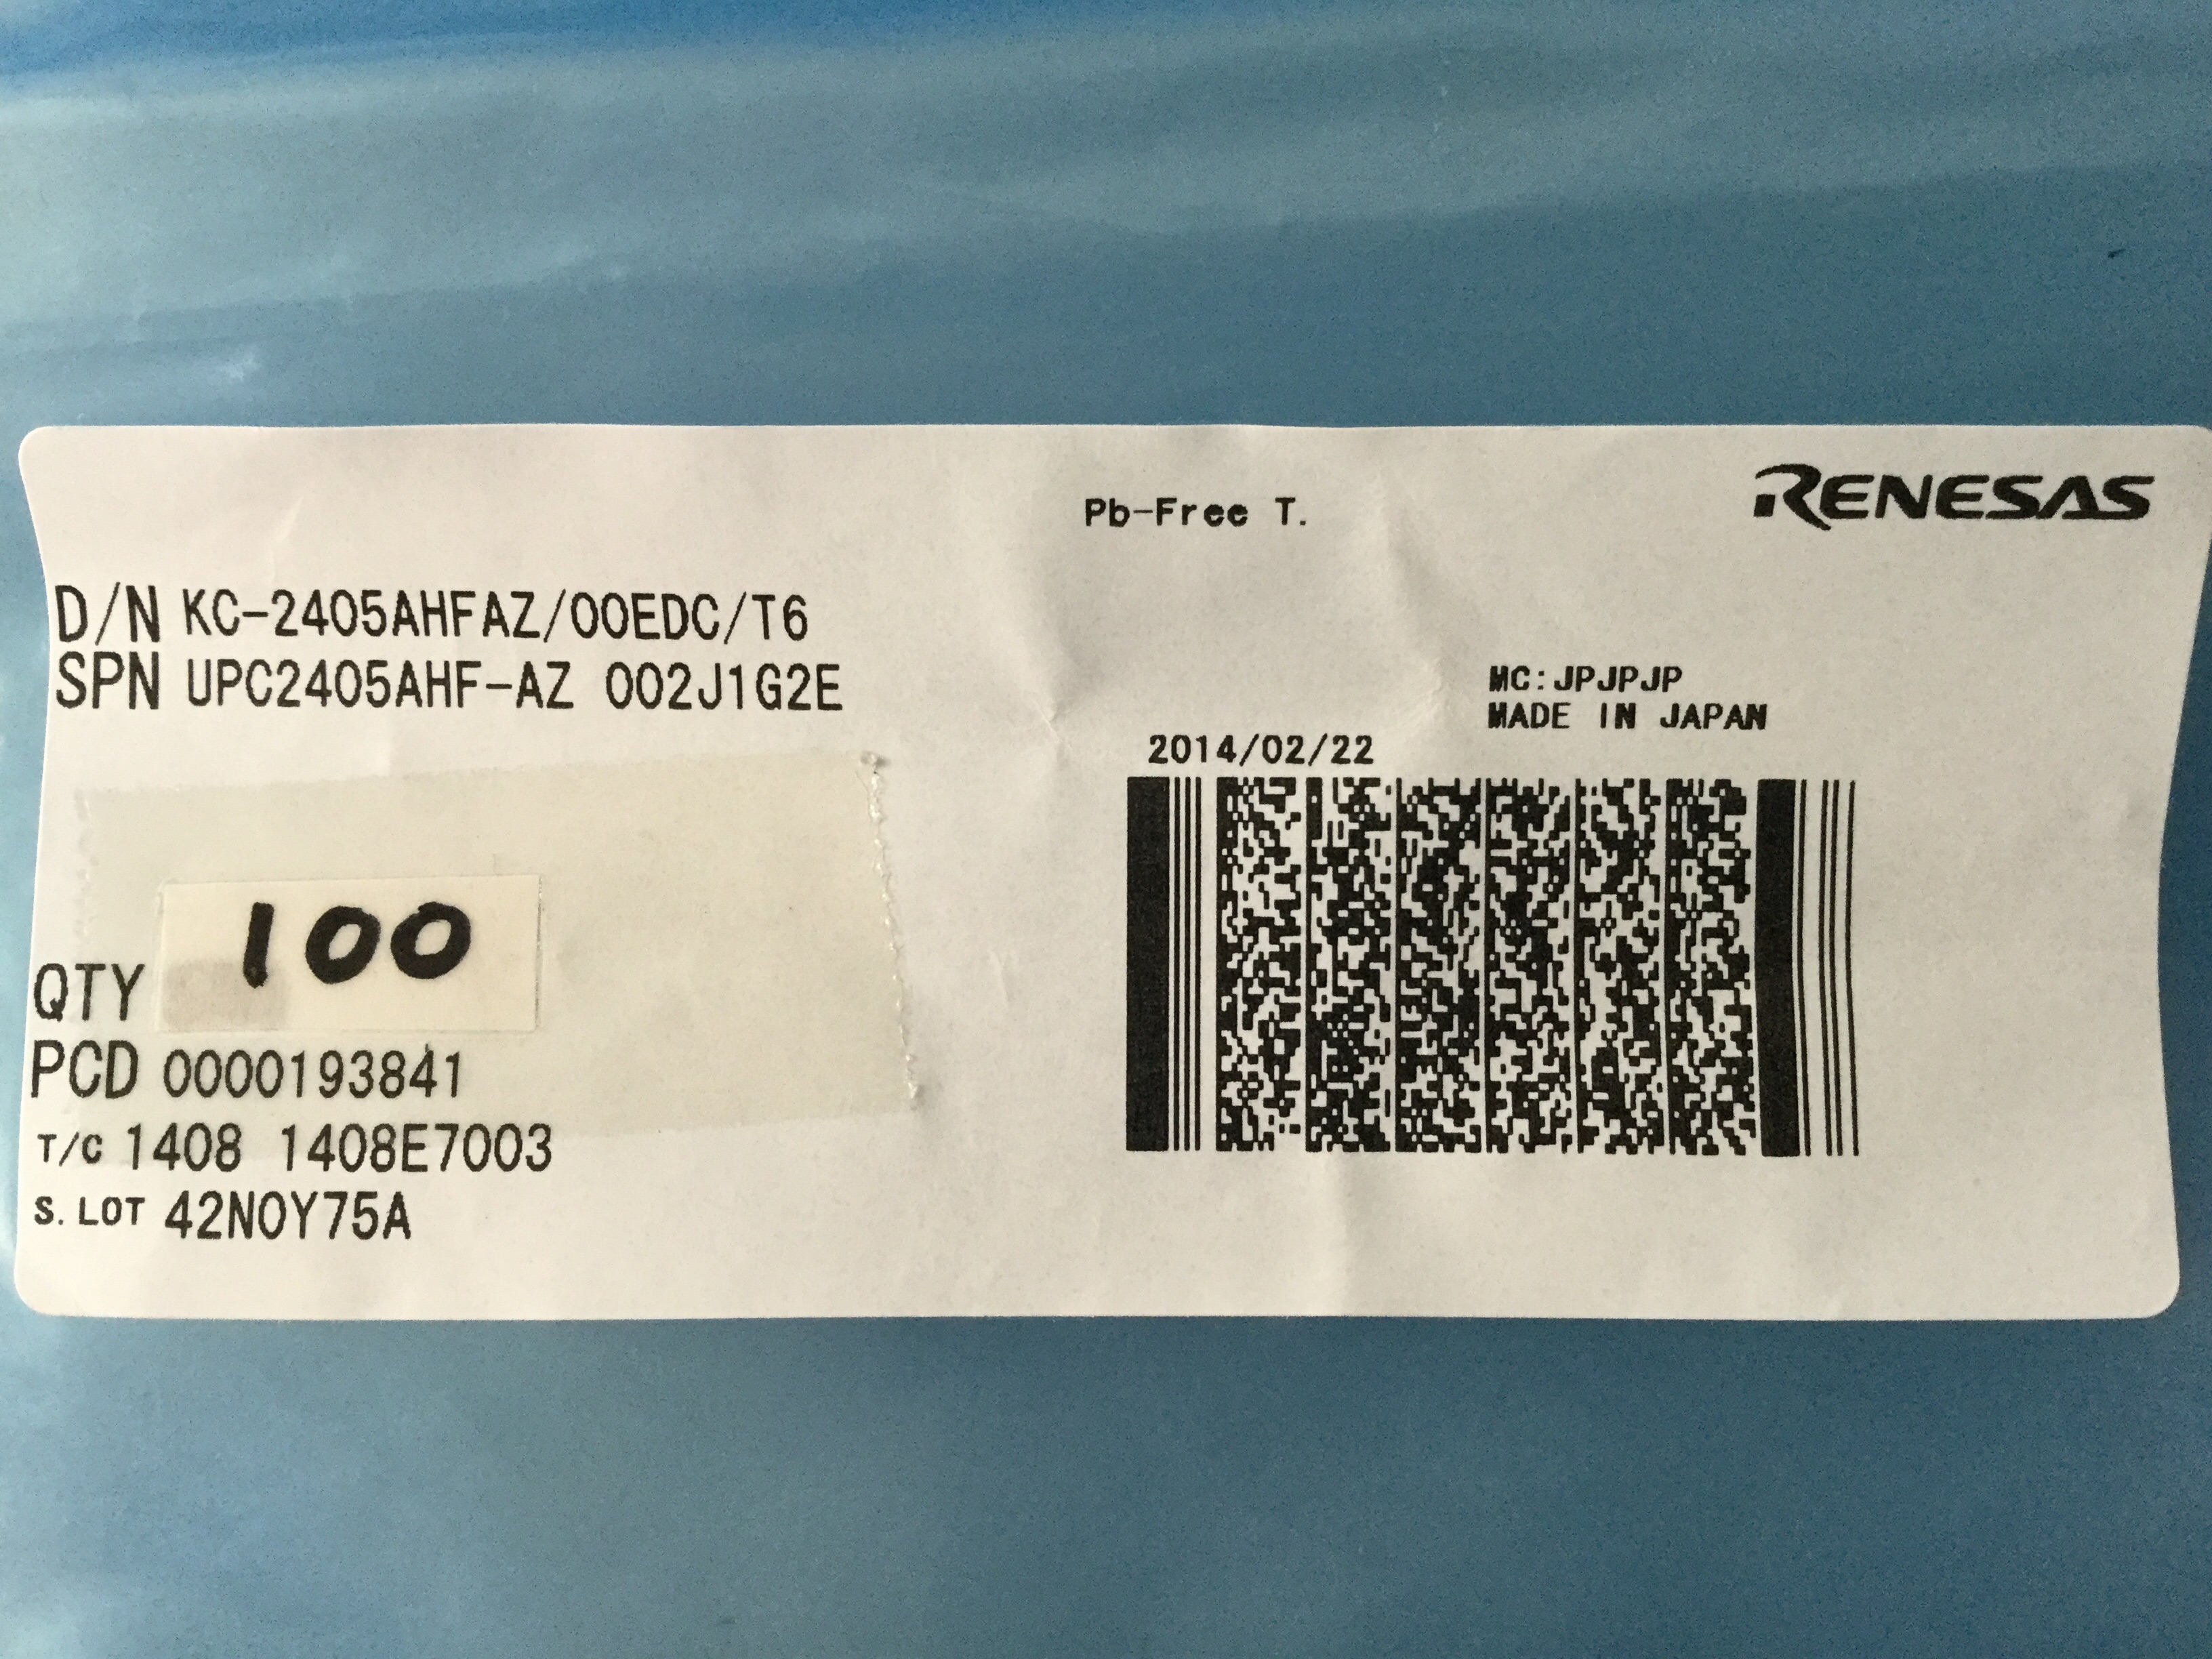 RENESAS
Pb-Free T.
D/N KC-2405AHFAZ/00EDC/T6
SPN UPC2405AHF-AZ 002J1G2E
MC:JPJPJP
MADE IN JAPAN
2014/02/22
QTY 100
PCD 0000193841
T/C 1408 1408E7003
S. LOT 42N0Y75A